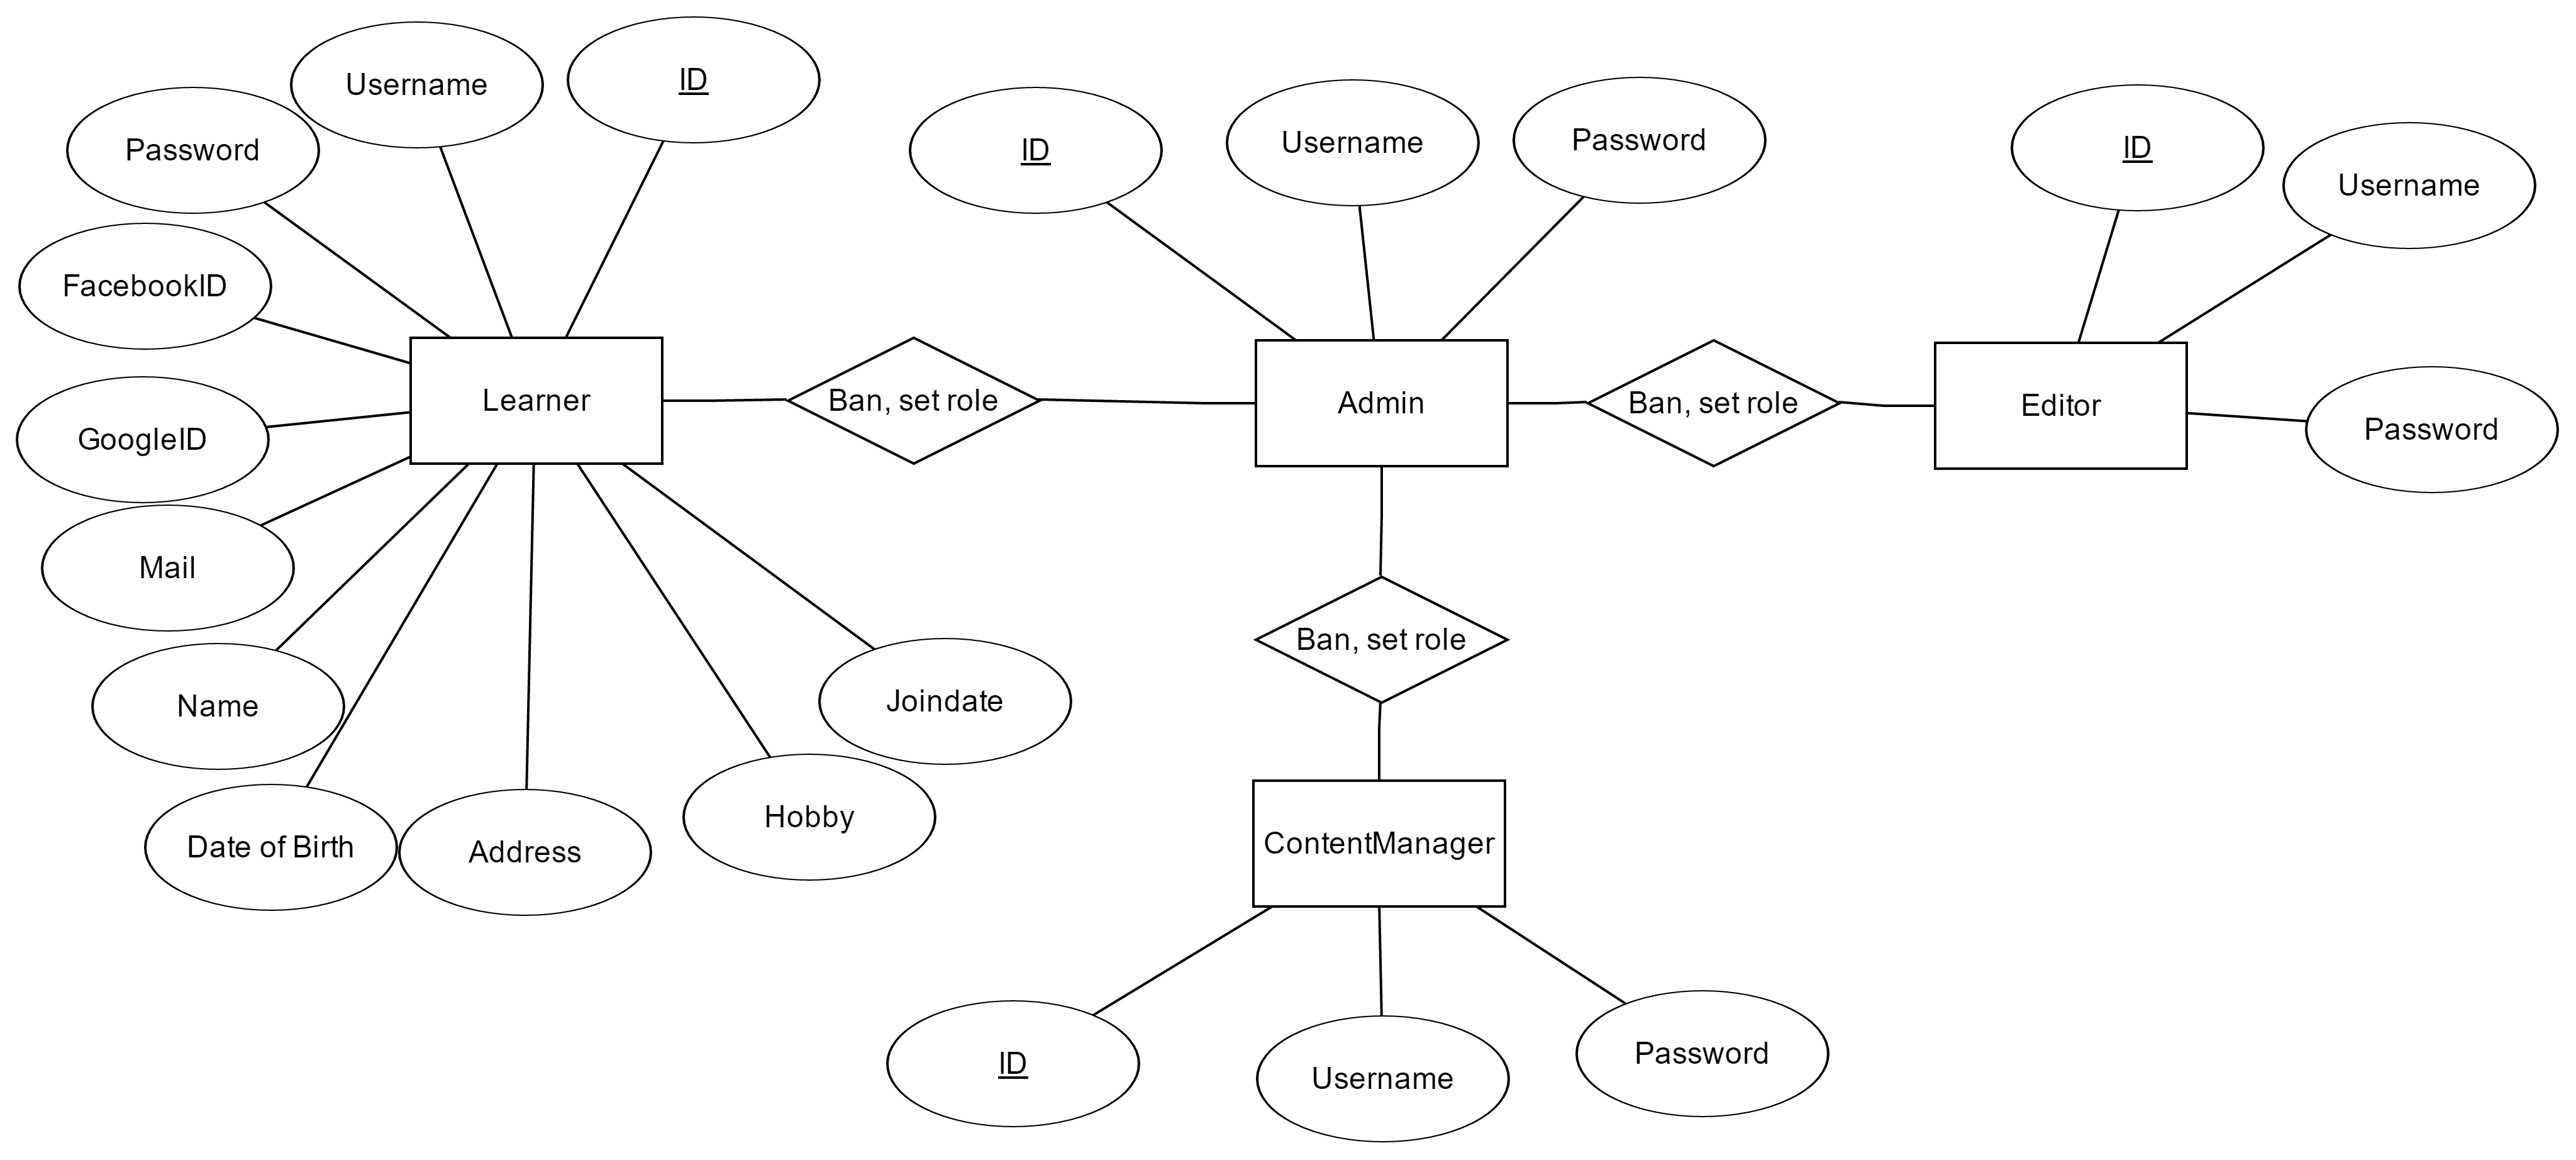 ID
Username
Password
FacebookID
GoogleID
Mail
Name
Date of Birth
Address
Hobby
Joindate
Learner
Ban, set role
ID
Username
Password
Admin
Ban, set role
ID
Username
Password
Editor
Ban, set role
ContentManager
ID
Username
Password